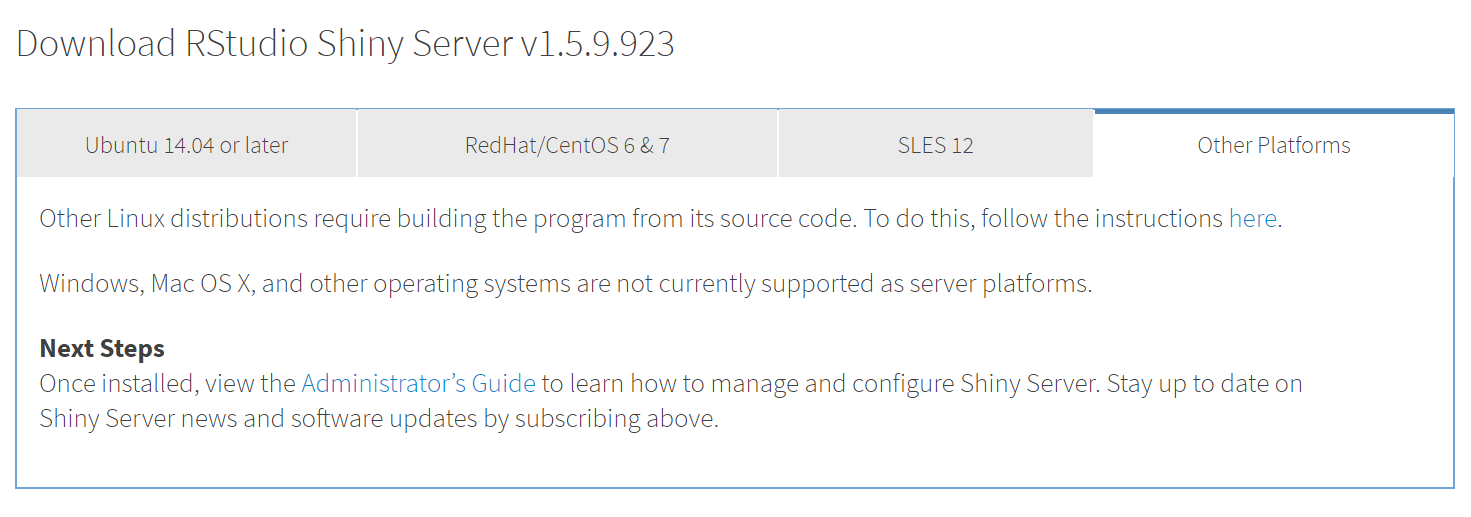 Download RStudio Shiny Server v1.5.9.923
Ubuntu 14.04 or later
RedHat/CentOS 6 & 7
SLES 12
Other Platforms
Other Linux distributions require building the program from its source code. To do this, follow the instructions here.
Windows, Mac OS X, and other operating systems are not currently supported as server platforms.
Next Steps
Once installed, view the Administrator’s Guide to learn how to manage and configure Shiny Server. Stay up to date on
Shiny Server news and software updates by subscribing above.